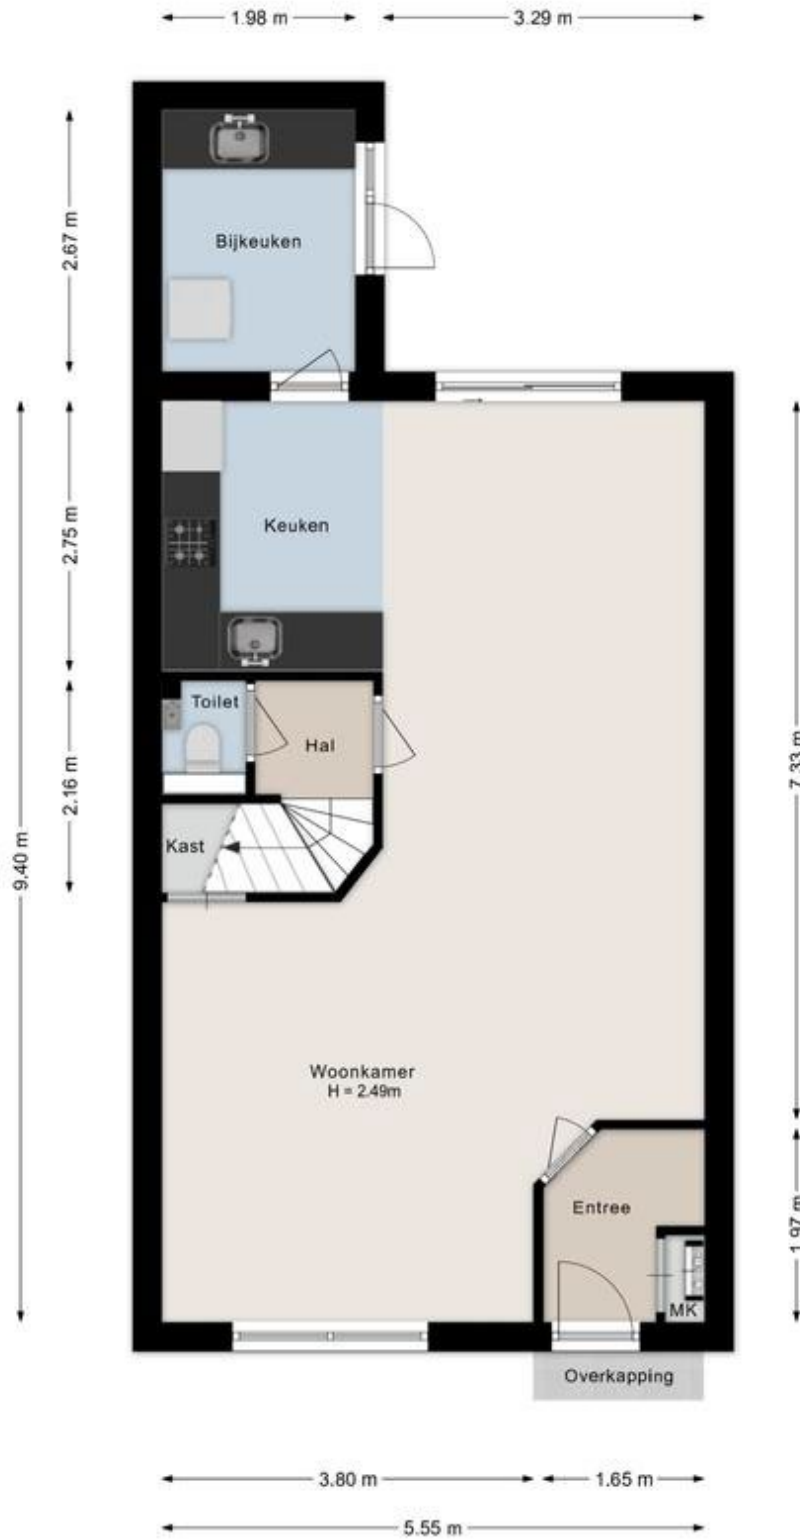 1.98 m
3.29 m
2.67 m
Bijkeuken
2.75 m
Keuken
Toilet
Hal
2.16 m
7.33 m
Kast
9.40 m
Woonkamer
H = 2.49m
Entree
1.97 m
MK
Overkapping
3.80 m
1.65 m
5.55 m